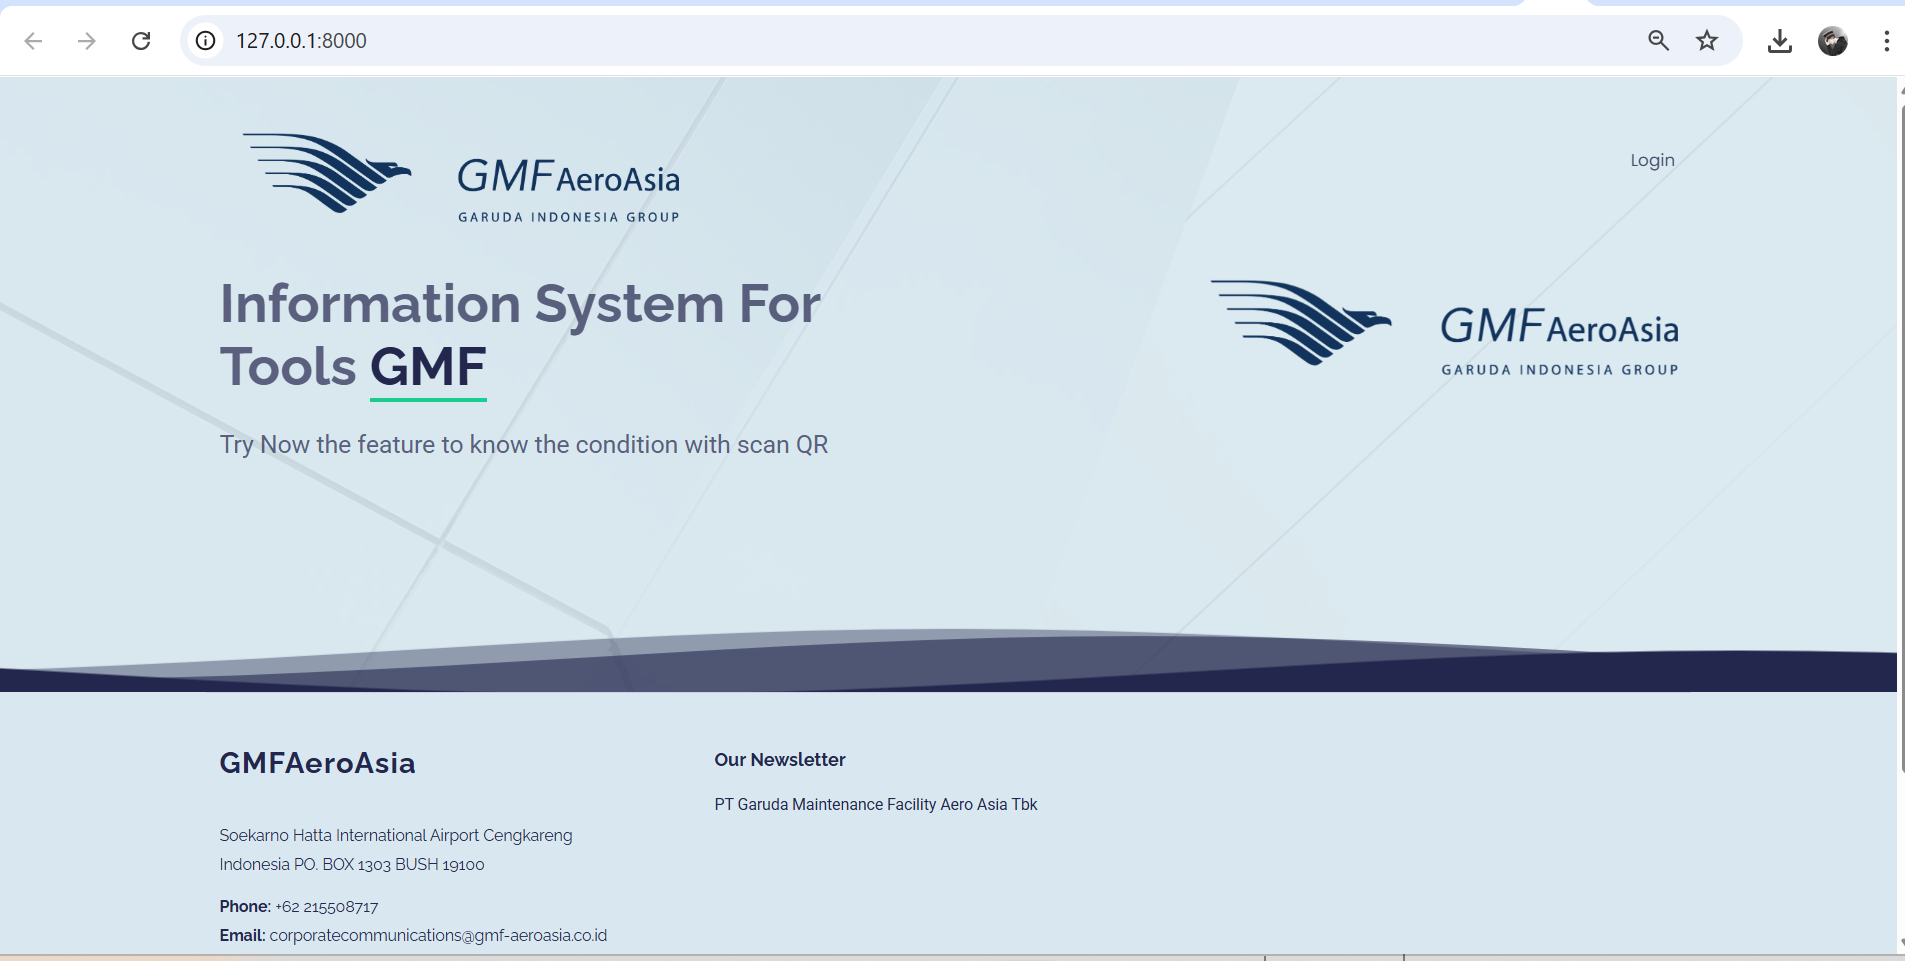 127.0.0.1:8000
GMF AeroAsia
GARUDA INDONESIA GROUP
Login
Information System For
Tools GMF
Try Now the feature to know the condition with scan QR
GMF AeroAsia
GARUDA INDONESIA GROUP
GMFAeroAsia
Soekarno Hatta International Airport Cengkareng
Indonesia PO. BOX 1303 BUSH 19100
Phone: +62 215508717
Email: corporatecommunications@gmf-aeroasia.co.id
Our Newsletter
PT Garuda Maintenance Facility Aero Asia Tbk